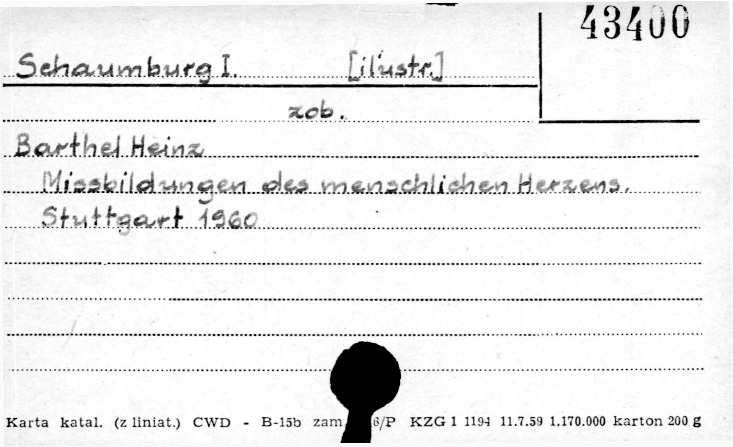 43400
Schaumburg I. [ilustr.]
zob.
Barthel Heinz
Missbildungen des menschlichen Herzens.
Stuttgart 1960
Karta katal. (z liniat.) CWD - B-15b zam. 6/P KZG 1 1194 11.7.59 1.170.000 karton 200 g